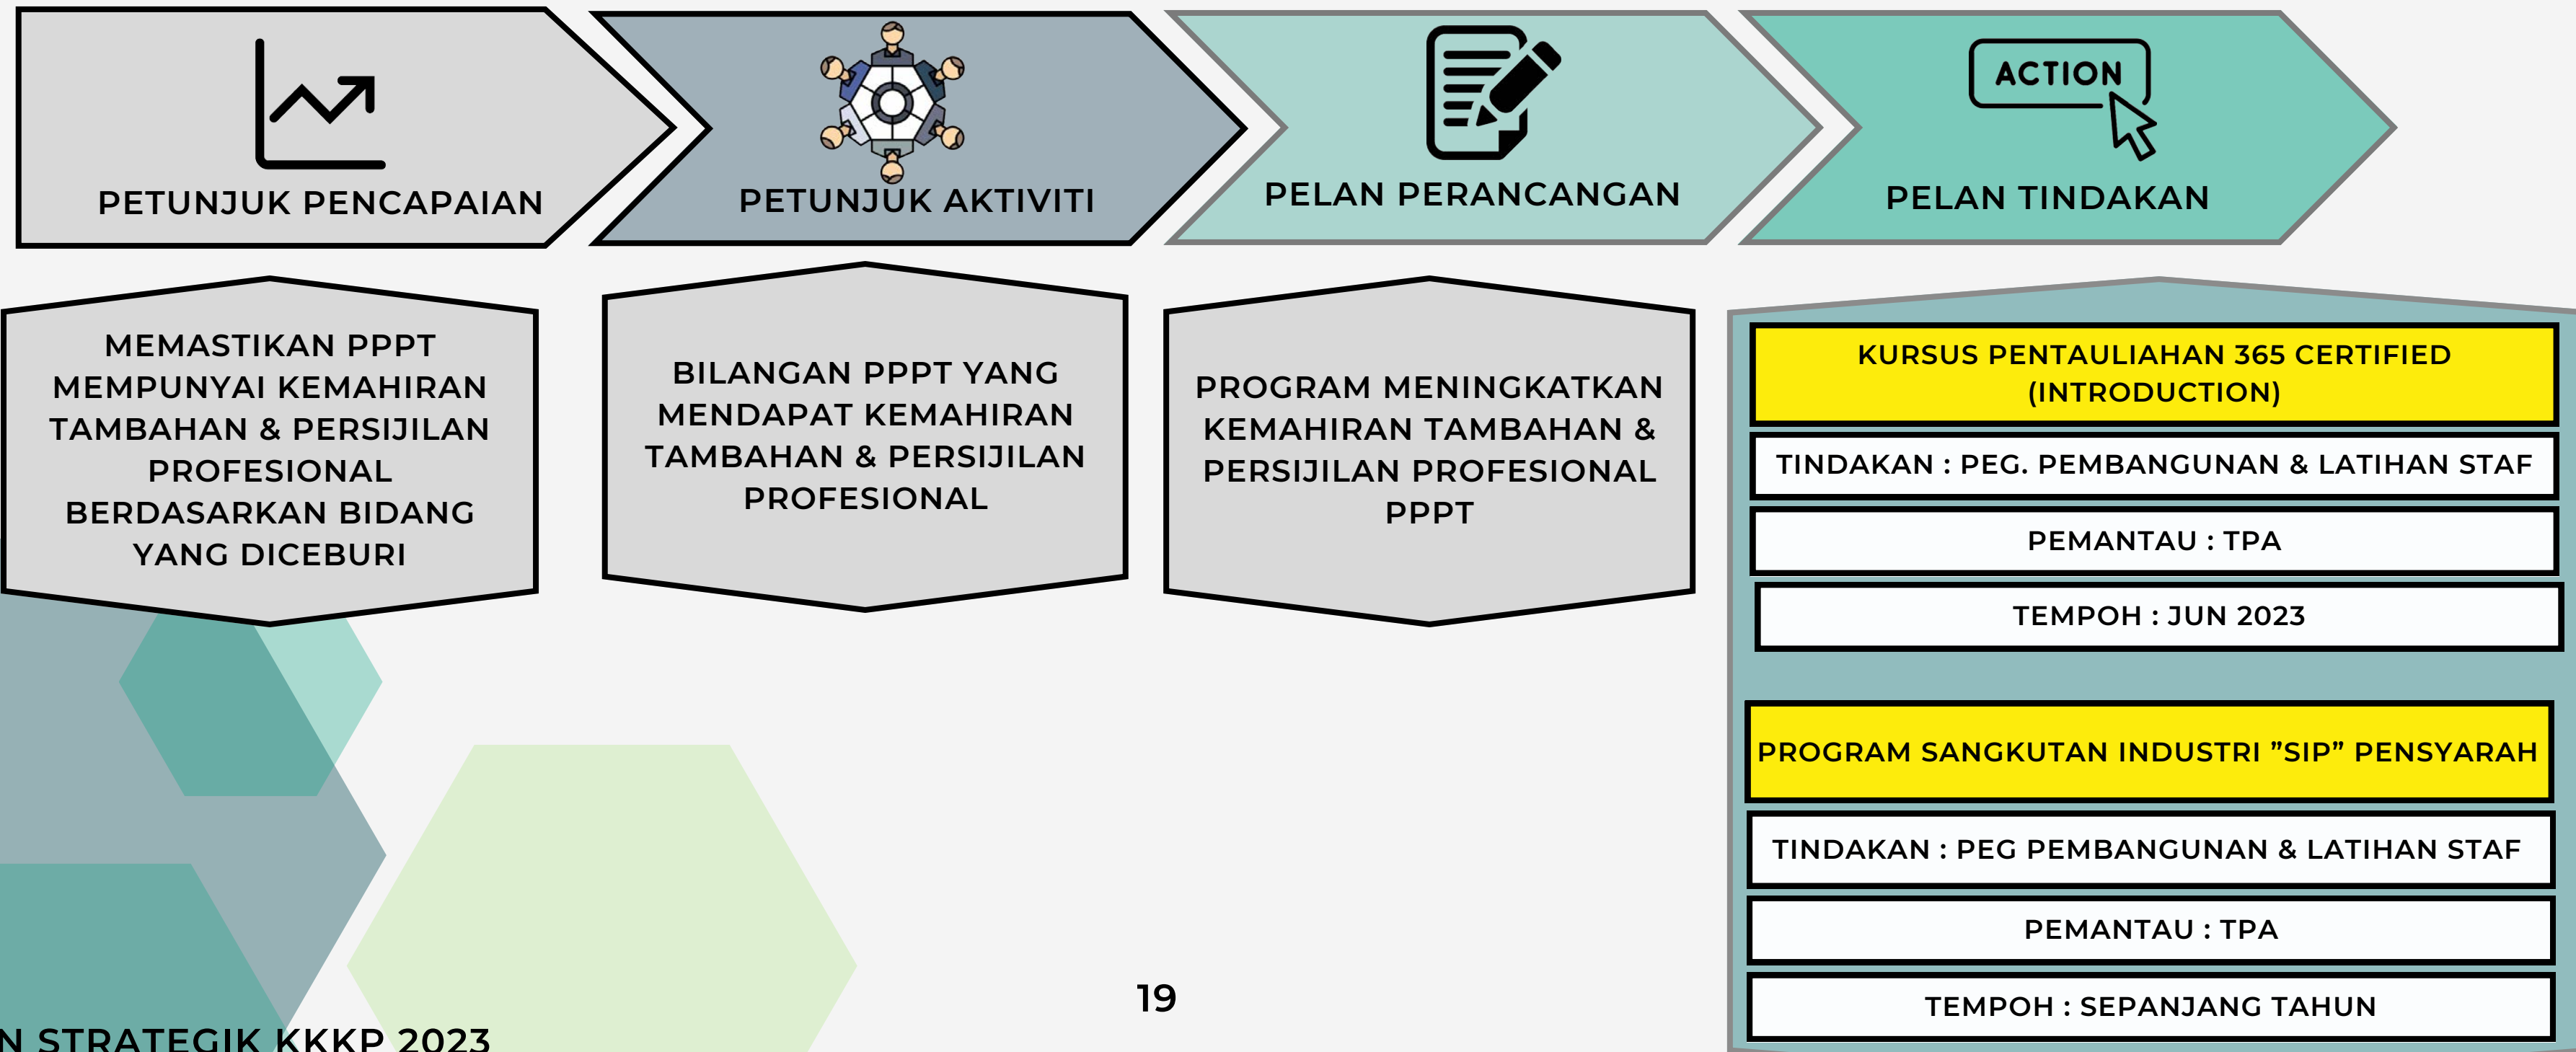 PETUNJUK PENCAPAIAN
PETUNJUK AKTIVITI
PELAN PERANCANGAN
ACTION
PELAN TINDAKAN
MEMASTIKAN PPPT
MEMPUNYAI KEMAHIRAN
TAMBAHAN & PERSIJILAN
PROFESIONAL
BERDASARKAN BIDANG
YANG DICEBURI
BILANGAN PPPT YANG
MENDAPAT KEMAHIRAN
TAMBAHAN & PERSIJILAN
PROFESIONAL
PROGRAM MENINGKATKAN
KEMAHIRAN TAMBAHAN &
PERSIJILAN PROFESIONAL
PPPT
KURSUS PENTAULIAHAN 365 CERTIFIED
(INTRODUCTION)
TINDAKAN : PEG. PEMBANGUNAN & LATIHAN STAF
PEMANTAU : TPA
TEMPOH : JUN 2023
PROGRAM SANGKUTAN INDUSTRI ”SIP” PENSYARAH
TINDAKAN : PEG PEMBANGUNAN & LATIHAN STAF
PEMANTAU : TPA
TEMPOH : SEPANJANG TAHUN
19
STRATEGIK KKKP 2023